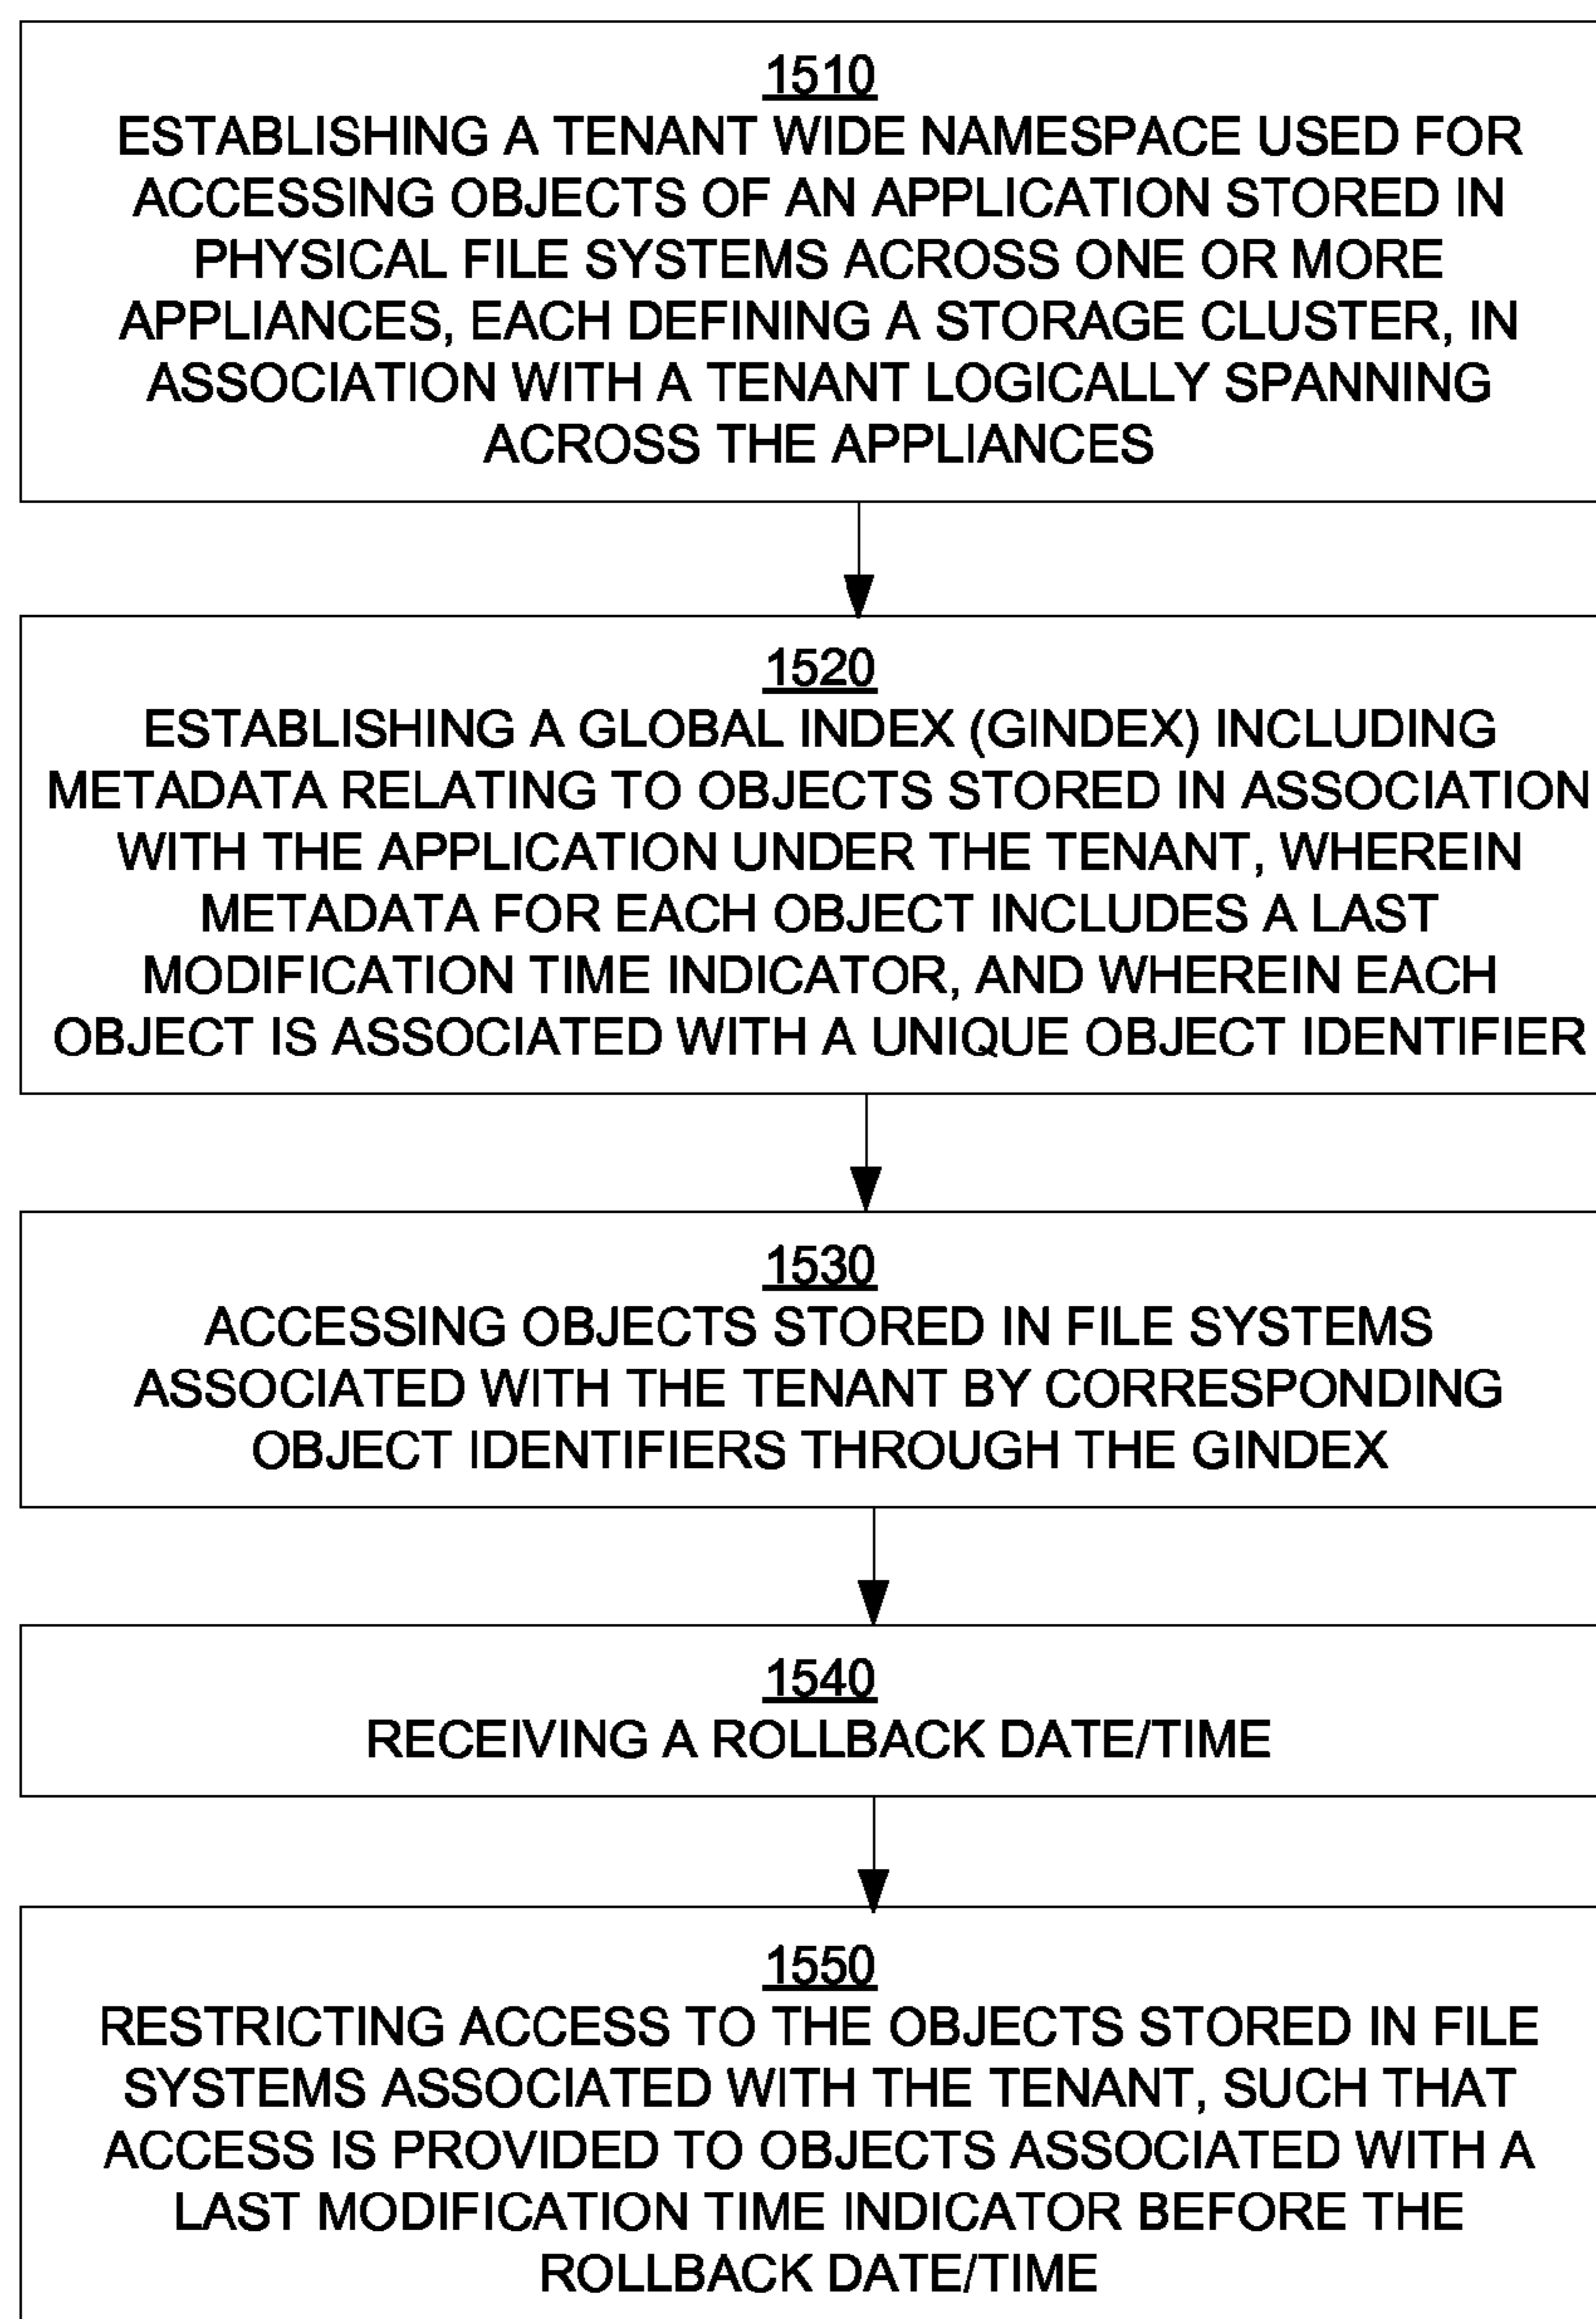 1510
ESTABLISHING A TENANT WIDE NAMESPACE USED FOR
ACCESSING OBJECTS OF AN APPLICATION STORED IN
PHYSICAL FILE SYSTEMS ACROSS ONE OR MORE
APPLIANCES, EACH DEFINING A STORAGE CLUSTER, IN
ASSOCIATION WITH A TENANT LOGICALLY SPANNING
ACROSS THE APPLIANCES
1520
ESTABLISHING A GLOBAL INDEX (GINDEX) INCLUDING
METADATA RELATING TO OBJECTS STORED IN ASSOCIATION
WITH THE APPLICATION UNDER THE TENANT, WHEREIN
METADATA FOR EACH OBJECT INCLUDES A LAST
MODIFICATION TIME INDICATOR, AND WHEREIN EACH
OBJECT IS ASSOCIATED WITH A UNIQUE OBJECT IDENTIFIER
1530
ACCESSING OBJECTS STORED IN FILE SYSTEMS
ASSOCIATED WITH THE TENANT BY CORRESPONDING
OBJECT IDENTIFIERS THROUGH THE GINDEX
1540
RECEIVING A ROLLBACK DATE/TIME
1550
RESTRICTING ACCESS TO THE OBJECTS STORED IN FILE
SYSTEMS ASSOCIATED WITH THE TENANT, SUCH THAT
ACCESS IS PROVIDED TO OBJECTS ASSOCIATED WITH A
LAST MODIFICATION TIME INDICATOR BEFORE THE
ROLLBACK DATE/TIME